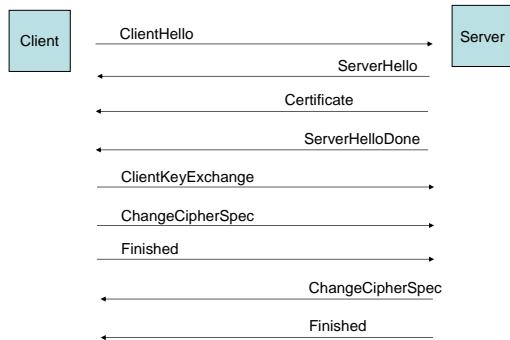 Client
Server
ClientHello
ServerHello
Certificate
ServerHelloDone
ClientKeyExchange
ChangeCipherSpec
Finished
ChangeCipherSpec
Finished